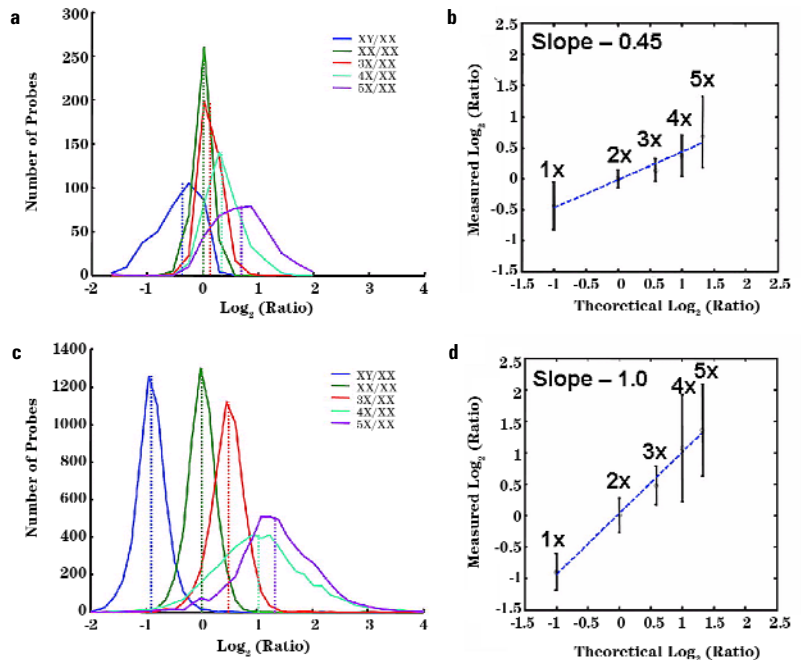 a
300
250
200
150
100
50
0
Number of Probes
XY/XX
XX/XX
3X/XX
4X/XX
5X/XX
-2 -1 0 1 2 3 4
Log2 (Ratio)
b
Slope – 0.45
2.5
2
1.5
1
0.5
0
-0.5
-1
-1.5
Measured Log2 (Ratio)
1x
2x
3x
4x
5x
-1.5 -1 -0.5 0 0.5 1 1.5 2 2.5
Theoretical Log2 (Ratio)
c
1400
1200
1000
800
600
400
200
0
Number of Probes
XY/XX
XX/XX
3X/XX
4X/XX
5X/XX
-2 -1 0 1 2 3 4
Log2 (Ratio)
d
Slope – 1.0
2.5
2
1.5
1
0.5
0
-0.5
-1
-1.5
Measured Log2 (Ratio)
1x
2x
3x
4x
5x
-1.5 -1 -0.5 0 0.5 1 1.5 2 2.5
Theoretical Log2 (Ratio)